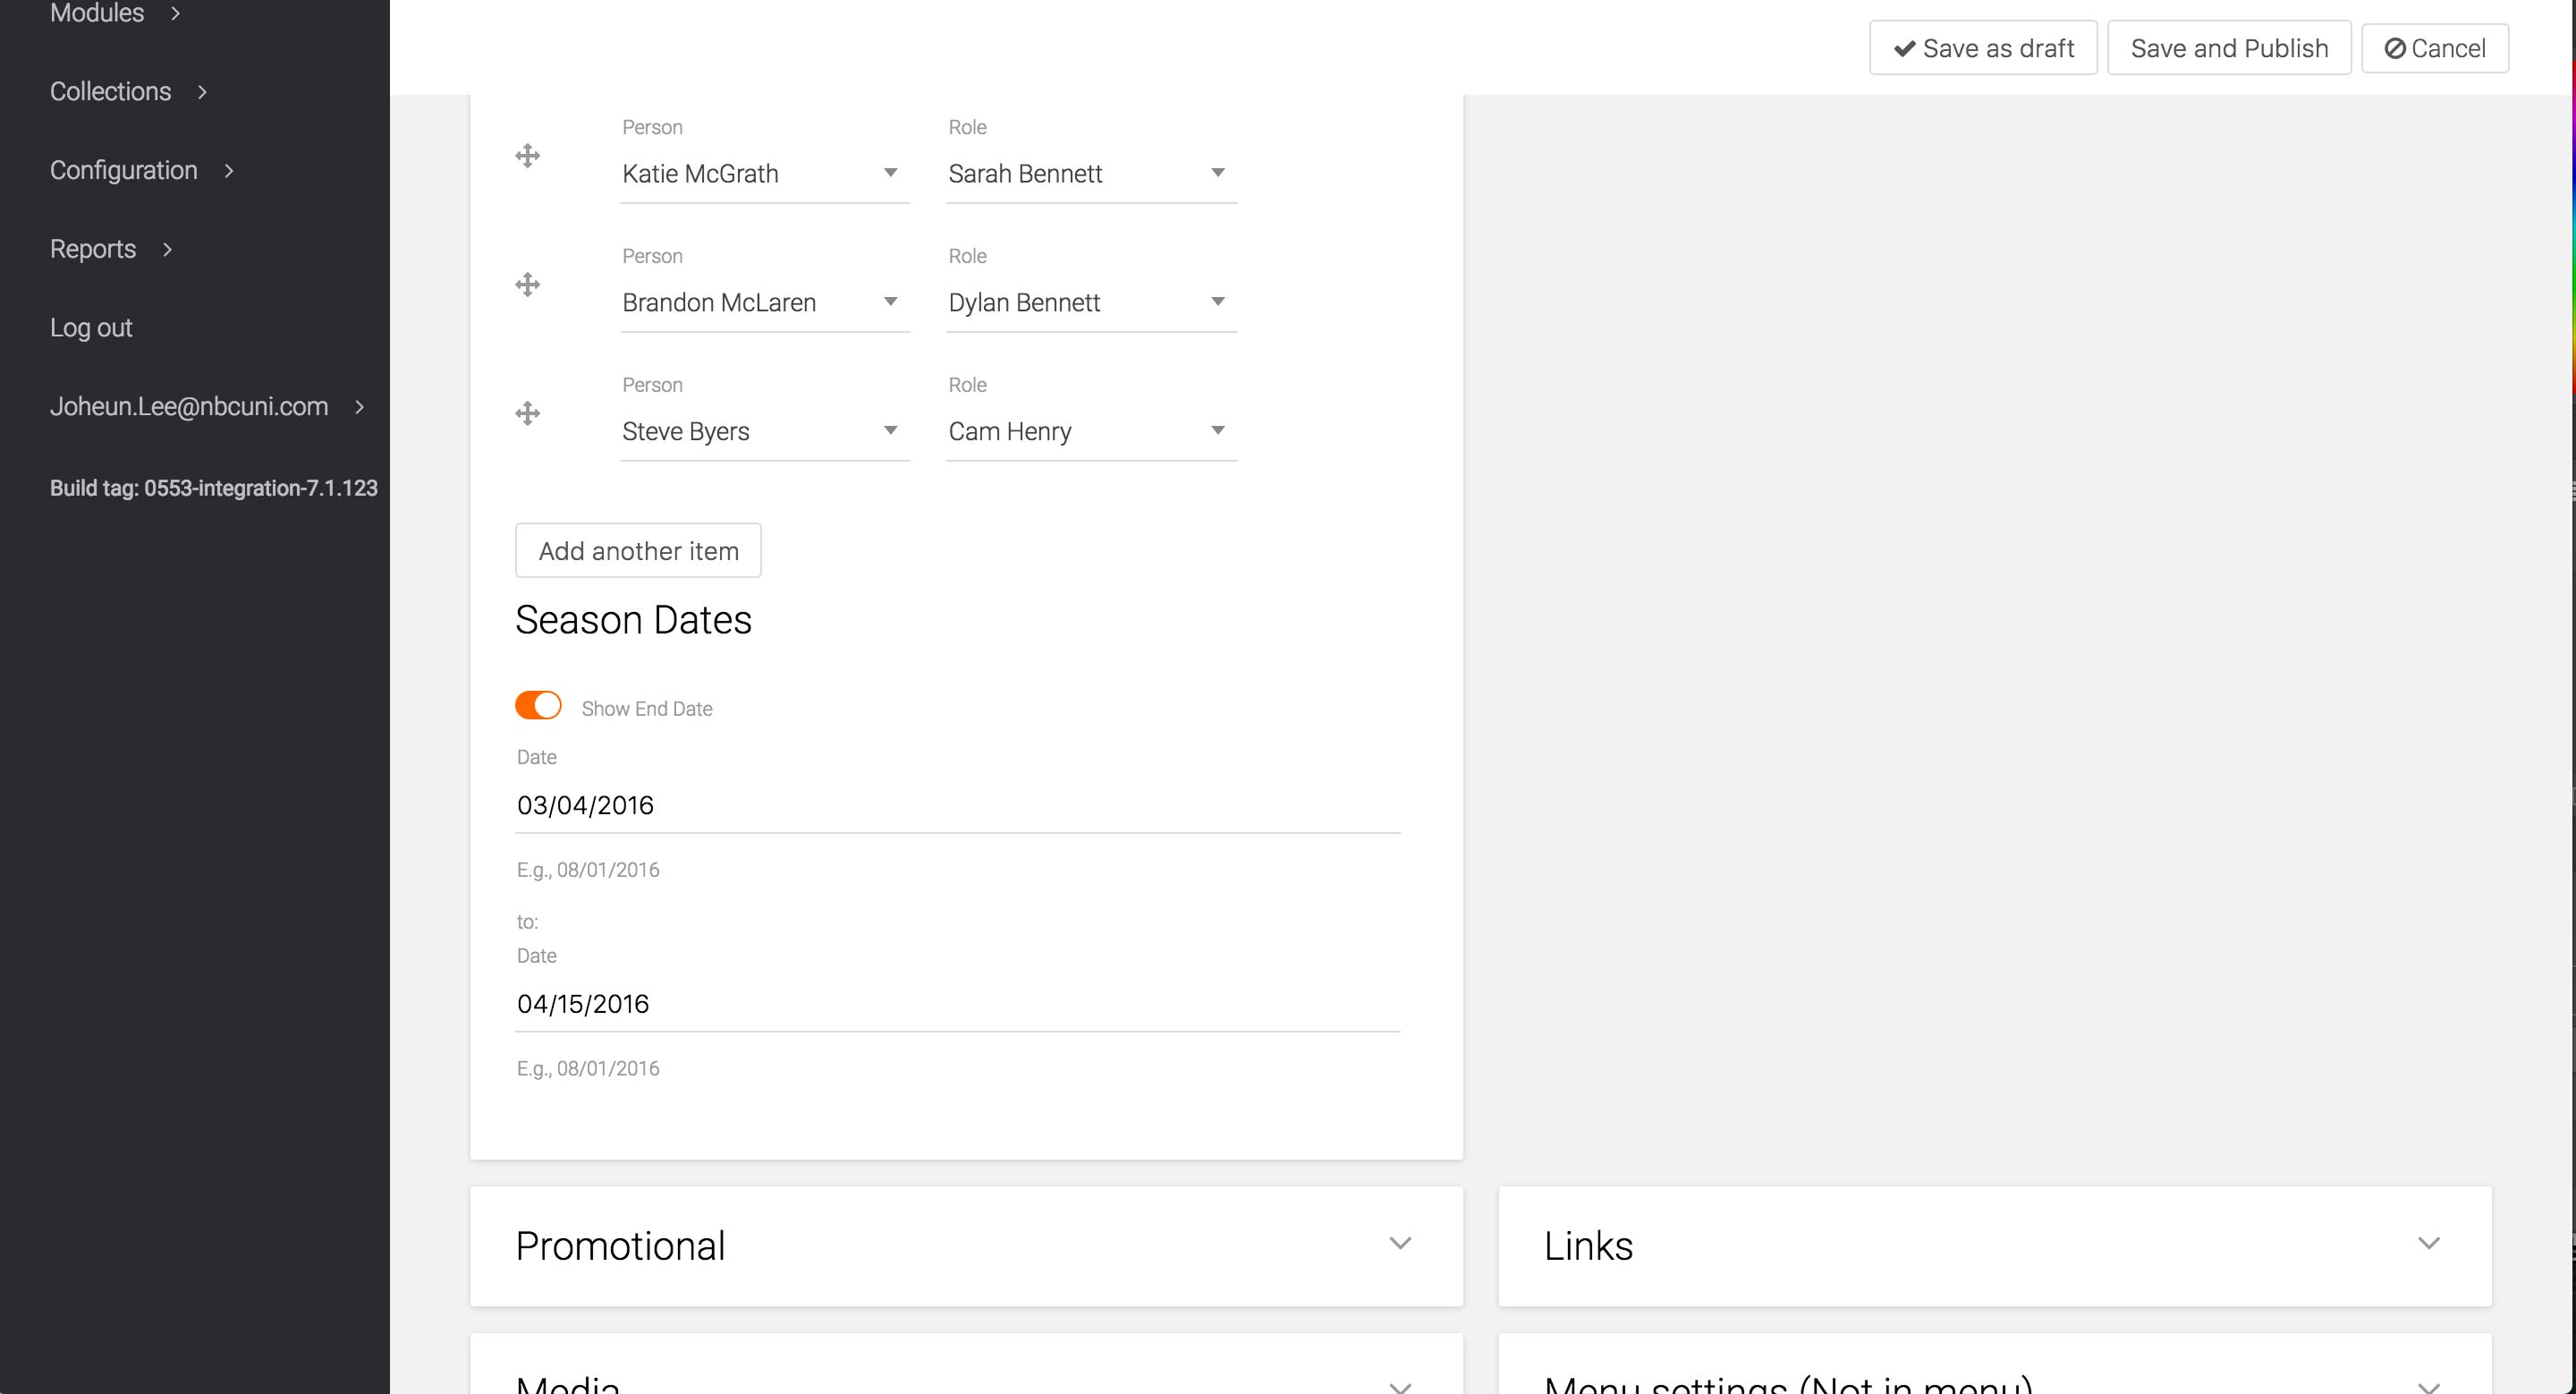 Modules
Collections
Configuration
Reports
Log out
Joheun.Lee@nbcuni.com
Build tag: 0553-integration-7.1.123
Save as draft
Save and Publish
Cancel
Person
Role
Katie McGrath
Sarah Bennett
Person
Role
Brandon McLaren
Dylan Bennett
Person
Role
Steve Byers
Cam Henry
Add another item
Season Dates
Show End Date
Date
03/04/2016
E.g., 08/01/2016
to:
Date
04/15/2016
E.g., 08/01/2016
Promotional
Links
Media
Menu settings (Not in menu)